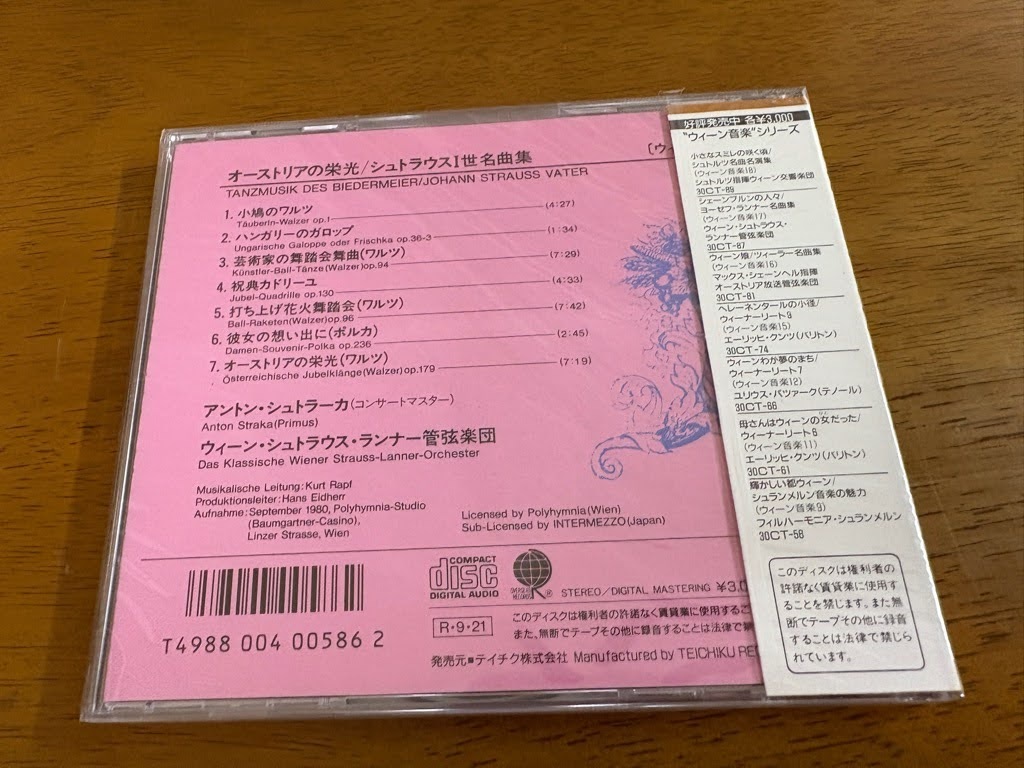 オーストリアの栄光/シュトラウスI世名曲集
〔ウィ
TANZMUSIK DES BIEDERMEIER/JOHANN STRAUSS VATER
1. 小鳩のワルツ (4:27)
Täuberln-Walzer op.1
2. ハンガリーのガロップ (1:34)
Ungarische Galoppe oder Frischka op.36-3
3. 芸術家の舞踏会舞曲(ワルツ) (7:29)
Künstler-Ball-Tänze(Walzer)op.94
4. 祝典カドリーユ (4:33)
Jubel-Quadrille op.130
5. 打ち上げ花火舞踏会(ワルツ) (7:42)
Ball-Raketen(Walzer)op.96
6. 彼女の想い出に(ポルカ) (2:45)
Damen-Souvenir-Polka op.236
7. オーストリアの栄光(ワルツ) (7:19)
Österreichische Jubelklänge(Walzer)op.179
アントン・シュトラーカ(コンサートマスター)
Anton Straka(Primus)
ウィーン・シュトラウス・ランナー管弦楽団
Das Klassische Wiener Strauss-Lanner-Orchester
Musikalische Leitung: Kurt Rapf
Produktionsleiter: Hans Eidherr
Aufnahme: September 1980, Polyhymnia-Studio
(Baumgartner-Casino),
Linzer Strasse, Wien
Licensed by Polyhymnia(Wien)
Sub-Licensed by INTERMEZZO(Japan)
COMPACT
disc
DIGITAL AUDIO
R
STEREO/DIGITAL MASTERING ¥3,0
R・9・21
このディスクは権利者の許諾なく賃貸業に使用するこ
また、無断でテープその他に録音することは法律で禁
発売元■テイチク株式会社 Manufactured by TEICHIKU RE
T4988 004 00586 2
好評発売中 各¥3,000
“ウィーン音楽”シリーズ
小さなスミレの咲く頃/
シュトルツ名曲名演集
(ウィーン音楽18)
シュトルツ指揮ウィーン交響楽団
30CT-89
シェーンブルンの人々/
ヨーゼフ・ランナー名曲集
(ウィーン音楽17)
ウィーン・シュトラウス・
ランナー管弦楽団
30CT-87
ウィーン娘/ツィーラー名曲集
(ウィーン音楽16)
マックス・シェーンヘル指揮
オーストリア放送管弦楽団
30CT-81
ヘレーネンタールの小径/
ウィーナーリート9
(ウィーン音楽15)
エーリッヒ・クンツ(バリトン)
30CT-74
ウィーンわが夢のまち/
ウィーナーリート7
(ウィーン音楽12)
ユリウス・パツァーク(テノール)
30CT-66
母さんはウィーンの女だった/
ウィーナーリート6
(ウィーン音楽11)
エーリッヒ・クンツ(バリトン)
30CT-61
輝かしい都ウィーン/
シュランメルン音楽の魅力
(ウィーン音楽9)
フィルハーモニア・シュランメルン
30CT-58
このディスクは権利者の
許諾なく賃貸業に使用す
ることを禁じます。また無
断でテープその他に録音
することは法律で禁じら
れています。